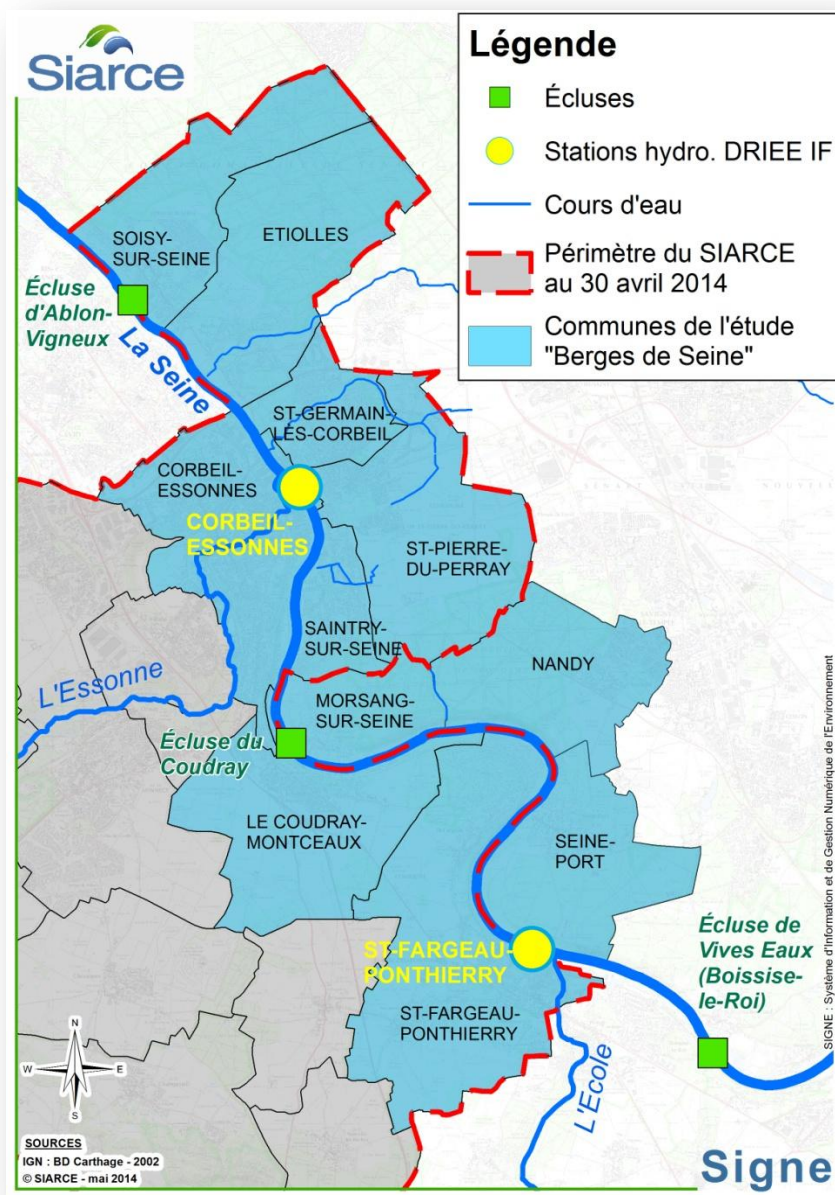 Siarce
Légende
Écluses
Stations hydro. DRIEE IF
Cours d'eau
Périmètre du SIARCE
au 30 avril 2014
Communes de l'étude
"Berges de Seine"
SOISY-
SUR-SEINE
ETIOLLES
Écluse
d'Ablon-
Vigneux
La Seine
ST-GERMAIN-
LES-CORBEIL
CORBEIL-
ESSONNES
CORBEIL-
ESSONNES
ST-PIERRE-
DU-PERRAY
SAINTRY-
SUR-SEINE
NANDY
L'Essonne
MORSANG-
SUR-SEINE
Écluse du
Coudray
LE COUDRAY-
MONTCEAUX
SEINE-
PORT
ST-FARGEAU-
PONTHIERRY
Écluse de
Vives Eaux
(Boissise-
le-Roi)
ST-FARGEAU-
PONTHIERRY
L'Ecole
N
W
E
S
SOURCES
IGN : BD Carthage - 2002
© SIARCE - mai 2014
Signe
SIGNE : Système d'Information et de Gestion Numérique de l'Environnement